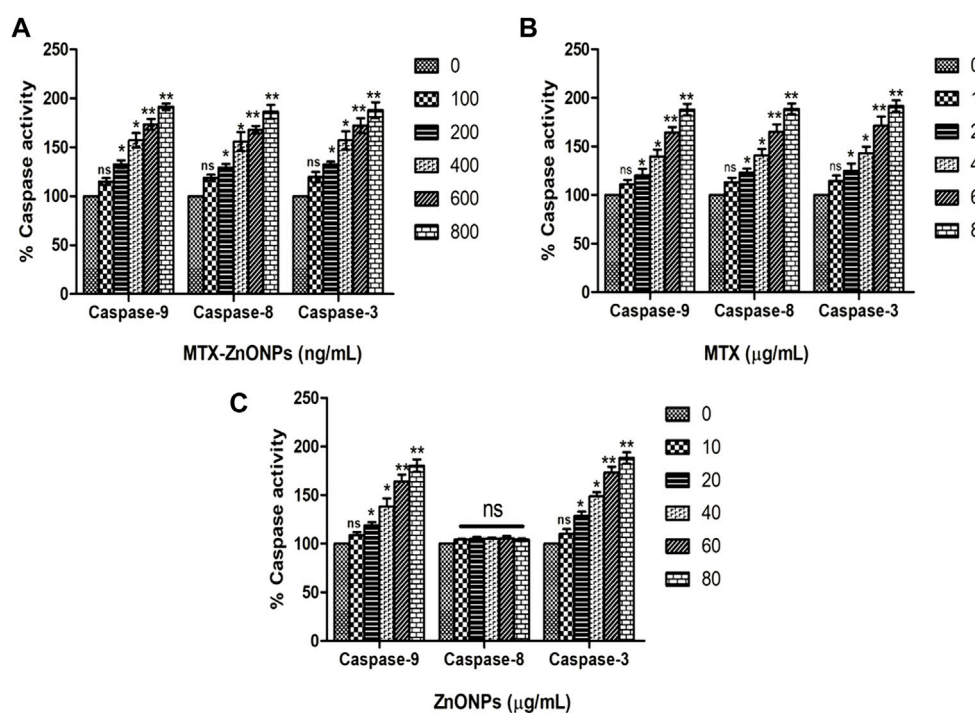 A
% Caspase activity
250
200
150
100
50
0
ns * * ** **
ns * * ** **
ns * * ** **
Caspase-9 Caspase-8 Caspase-3
MTX-ZnONPs (ng/mL)
0
100
200
400
600
800
B
% Caspase activity
250
200
150
100
50
0
ns * * ** **
ns * * ** **
ns * * ** **
Caspase-9 Caspase-8 Caspase-3
MTX (μg/mL)
C
% Caspase activity
250
200
150
100
50
0
ns * * ** **
ns
ns * * ** **
Caspase-9 Caspase-8 Caspase-3
ZnONPs (μg/mL)
0
10
20
40
60
80